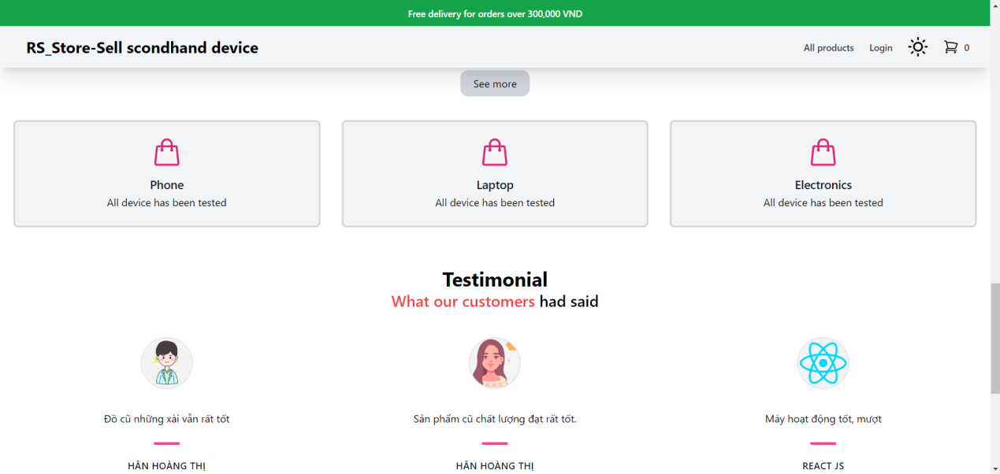 Free delivery for orders over 300,000 VND
RS_Store-Sell scondhand device
All products
Login
0
See more
Phone
All device has been tested
Laptop
All device has been tested
Electronics
All device has been tested
Testimonial
What our customers had said
Đồ cũ những xài vẫn rất tốt
HÂN HOÀNG THỊ
Sản phẩm cũ chất lượng đạt rất tốt.
HÂN HOÀNG THỊ
Máy hoạt động tốt, mượt
REACT JS